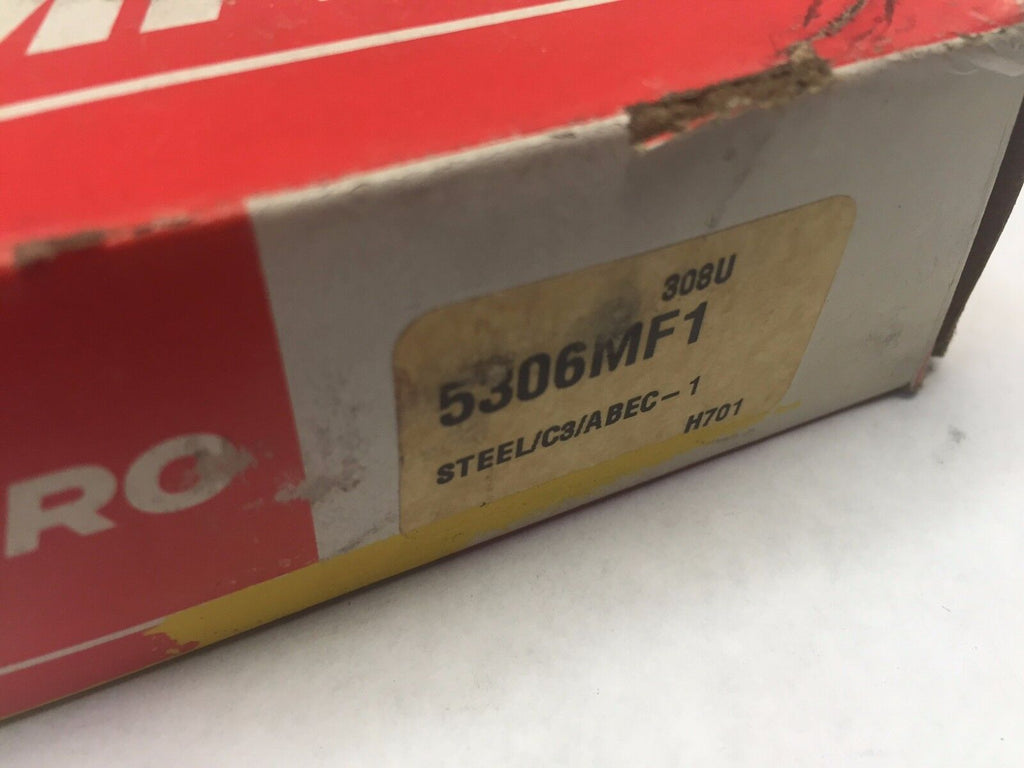 308U
5306MF1
STEEL/C3/ABEC-1
H701
RO